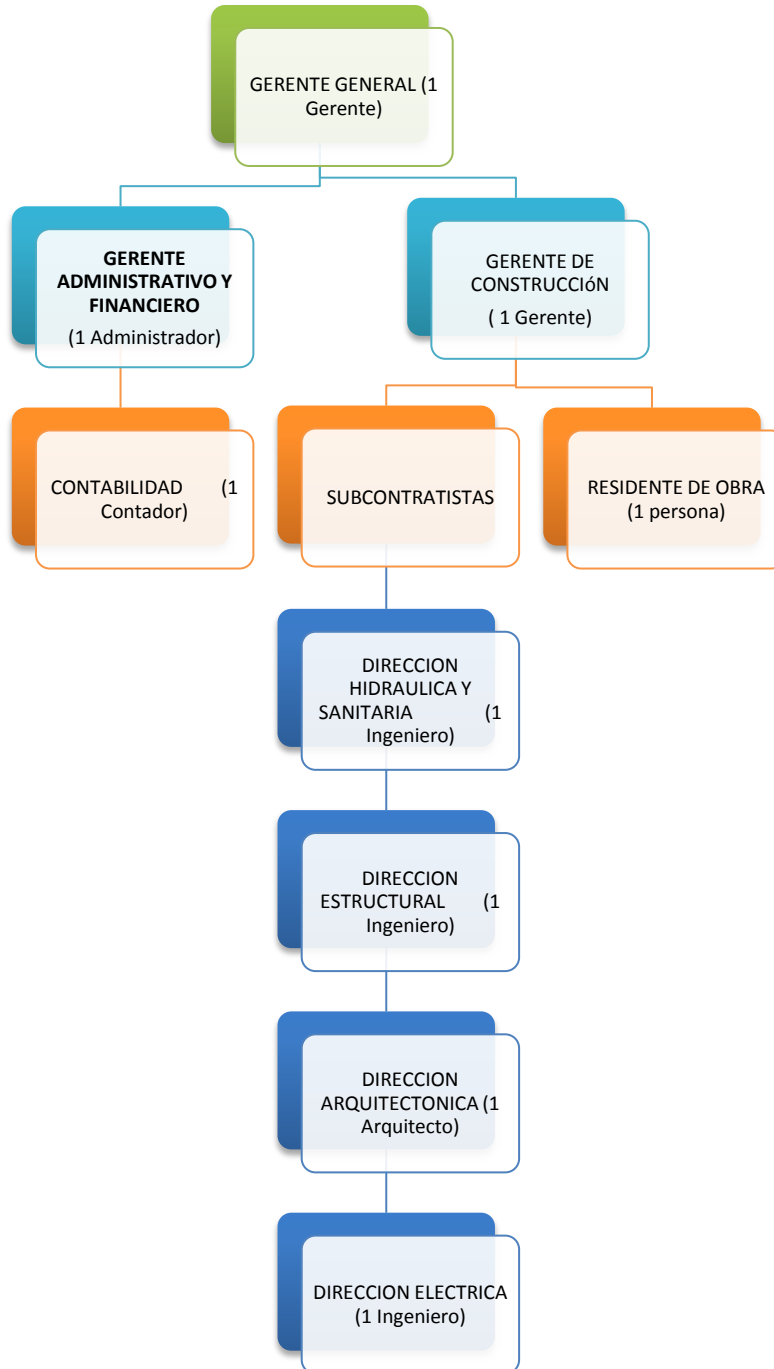 GERENTE GENERAL (1
Gerente)
GERENTE
ADMINISTRATIVO Y
FINANCIERO
(1 Administrador)
GERENTE DE
CONSTRUCCIóN
( 1 Gerente)
CONTABILIDAD (1
Contador)
SUBCONTRATISTAS
RESIDENTE DE OBRA
(1 persona)
DIRECCION
HIDRAULICA Y
SANITARIA (1
Ingeniero)
DIRECCION
ESTRUCTURAL (1
Ingeniero)
DIRECCION
ARQUITECTONICA (1
Arquitecto)
DIRECCION ELECTRICA
(1 Ingeniero)